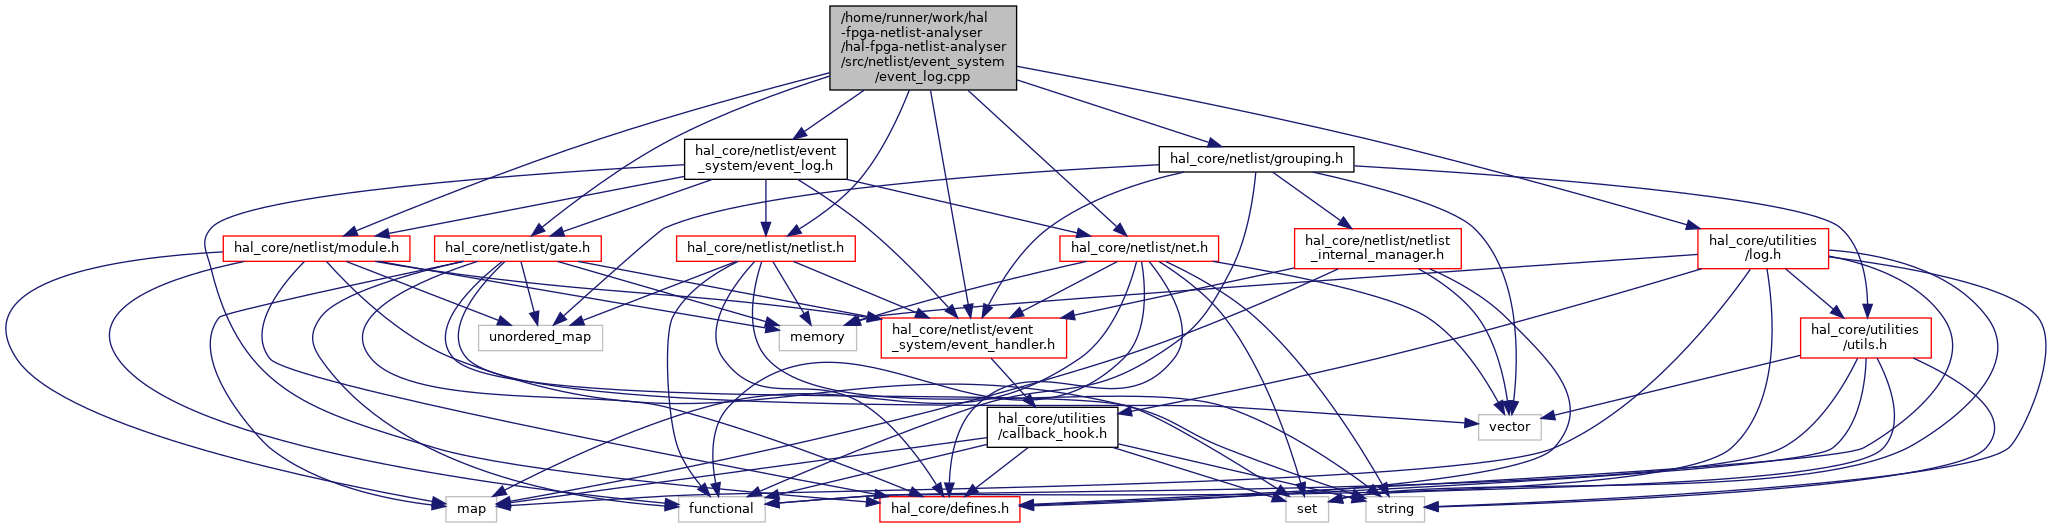 /home/runner/work/hal
-fpga-netlist-analyser
/hal-fpga-netlist-analyser
/src/netlist/event_system
/event_log.cpp
hal_core/netlist/event
_system/event_log.h
hal_core/netlist/grouping.h
hal_core/netlist/module.h
hal_core/netlist/gate.h
hal_core/netlist/netlist.h
hal_core/netlist/net.h
hal_core/netlist/netlist
_internal_manager.h
hal_core/utilities
/log.h
unordered_map
memory
hal_core/netlist/event
_system/event_handler.h
hal_core/utilities
/utils.h
hal_core/utilities
/callback_hook.h
vector
map
functional
hal_core/defines.h
set
string